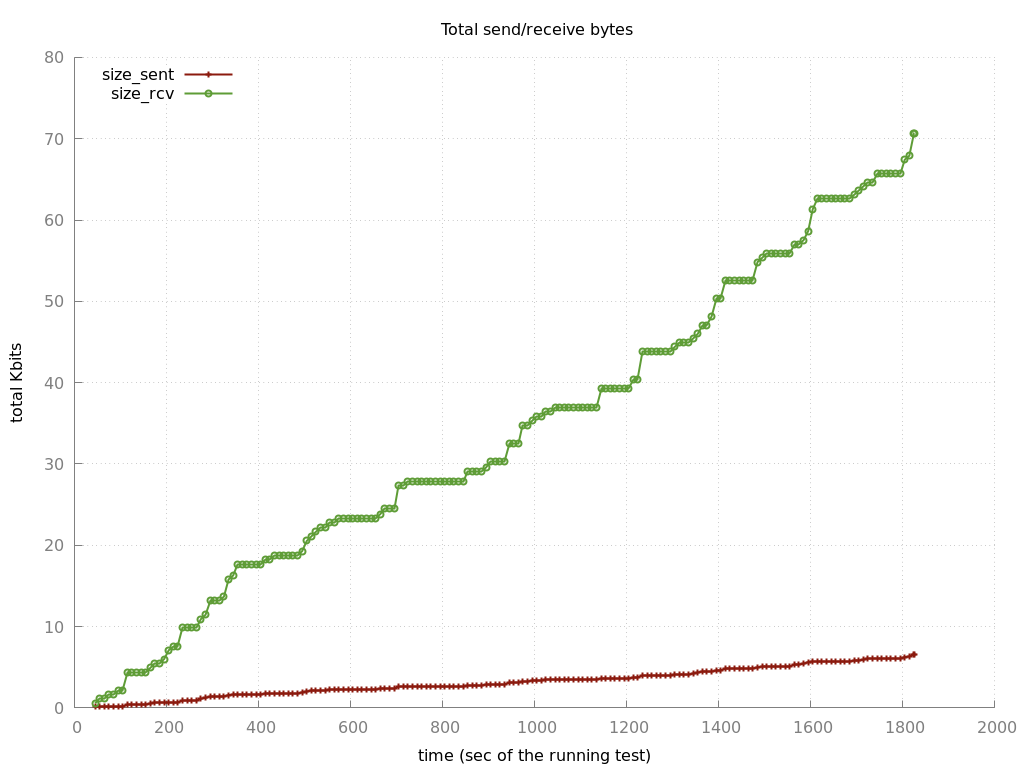 Total send/receive bytes
size_sent
size_rcv
80
70
60
50
40
30
20
10
0
total Kbits
0 200 400 600 800 1000 1200 1400 1600 1800 2000
time (sec of the running test)